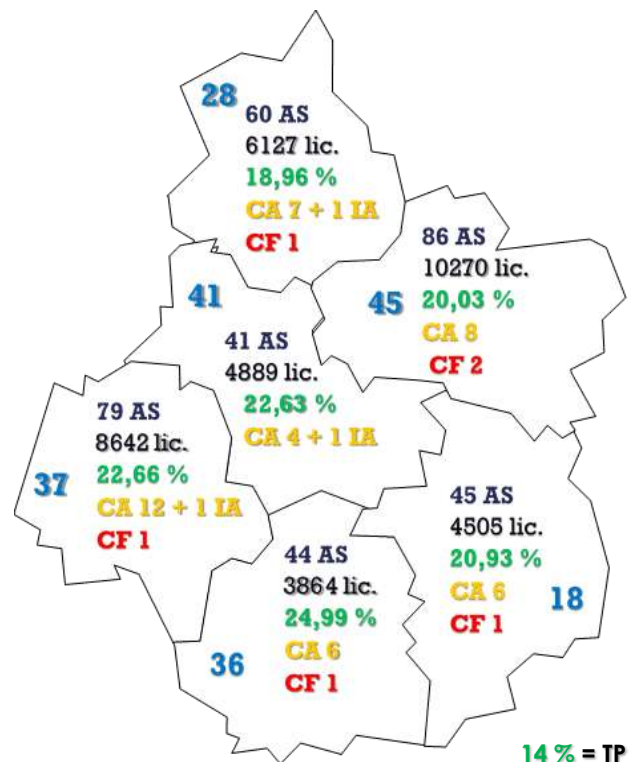 28
60 AS
6127 lic.
18,96 %
CA 7 + 1 IA
CF 1
86 AS
10270 lic.
45
20,03 %
CA 8
CF 2
41
41 AS
4889 lic.
22,63 %
CA 4 + 1 IA
79 AS
8642 lic.
37
22,66 %
CA 12 + 1 IA
CF 1
45 AS
4505 lic.
20,93 %
CA 6
18
CF 1
44 AS
3864 lic.
24,99 %
36
CA 6
CF 1
14 % = TP